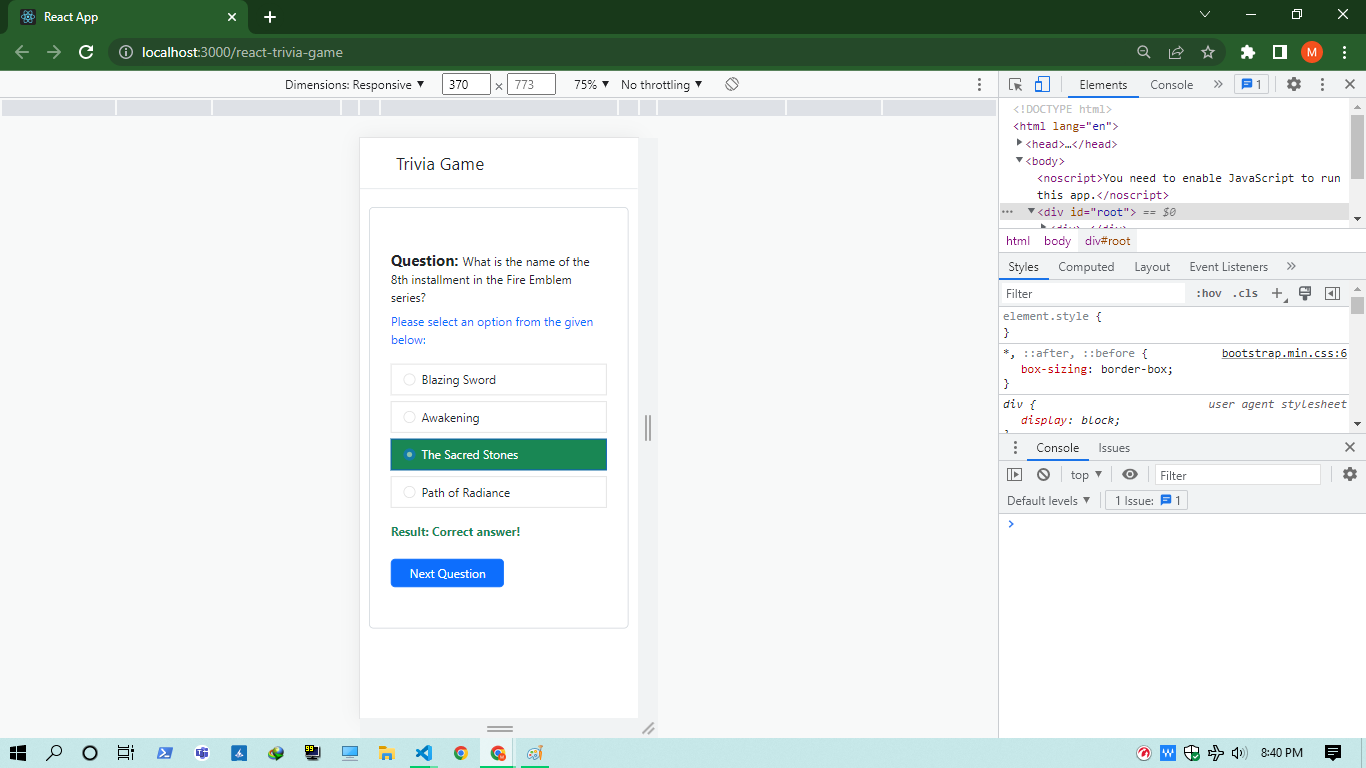 React App
localhost:3000/react-trivia-game
M
Dimensions: Responsive ▼ 370 × 773 75% ▼ No throttling ▼
Elements Console » 1
<!DOCTYPE html>
<html lang="en">
<head>…</head>
<body>
<noscript>You need to enable JavaScript to run
this app.</noscript>
<div id="root"> == $0
html body div#root
Styles Computed Layout Event Listeners »
Filter :hov .cls +
element.style {
}
*, ::after, ::before { bootstrap.min.css:6
box-sizing: border-box;
}
div { user agent stylesheet
display: block;
Console Issues
top ▼ Filter
Default levels ▼ 1 Issue: 1
Trivia Game
Question: What is the name of the
8th installment in the Fire Emblem
series?
Please select an option from the given
below:
Blazing Sword
Awakening
The Sacred Stones
Path of Radiance
Result: Correct answer!
Next Question
99
W
8:40 PM